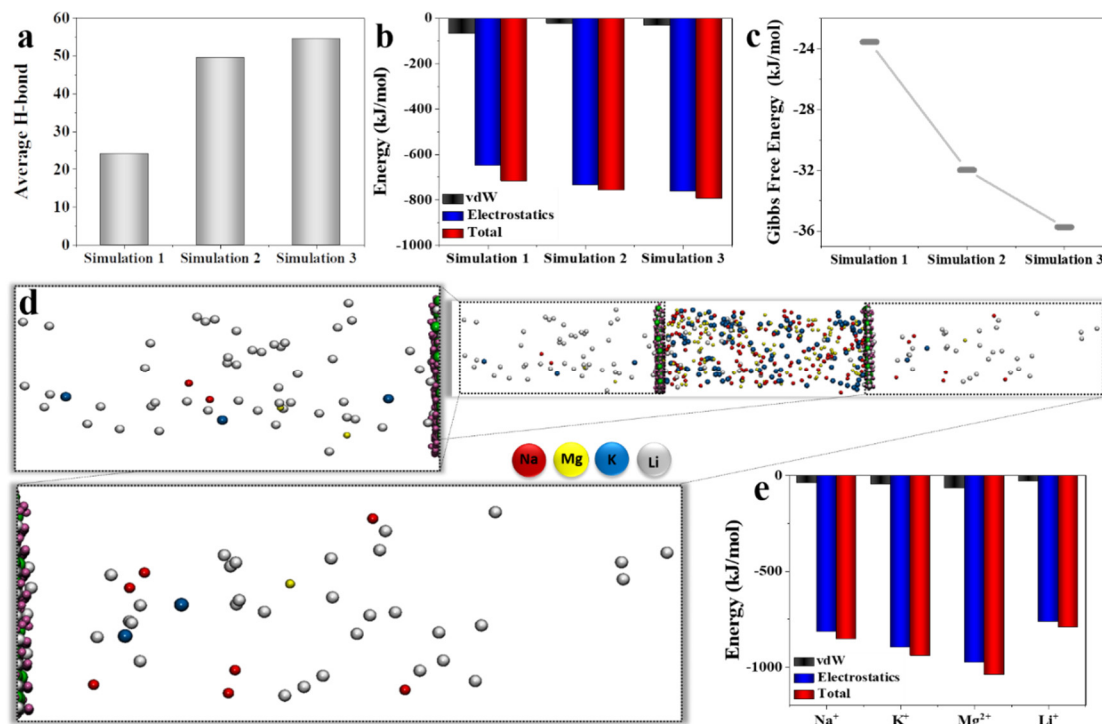 a
60
50
40
30
20
10
0
Average H-bond
Simulation 1 Simulation 2 Simulation 3
b
0
-200
-400
-600
-800
-1000
Energy (kJ/mol)
vdW
Electrostatics
Total
Simulation 1 Simulation 2 Simulation 3
c
-24
-28
-32
-36
Gibbs Free Energy (kJ/mol)
Simulation 1 Simulation 2 Simulation 3
d
Na Mg K Li
e
0
-500
-1000
Energy (kJ/mol)
vdW
Electrostatics
Total
Na⁺ K⁺ Mg²⁺ Li⁺